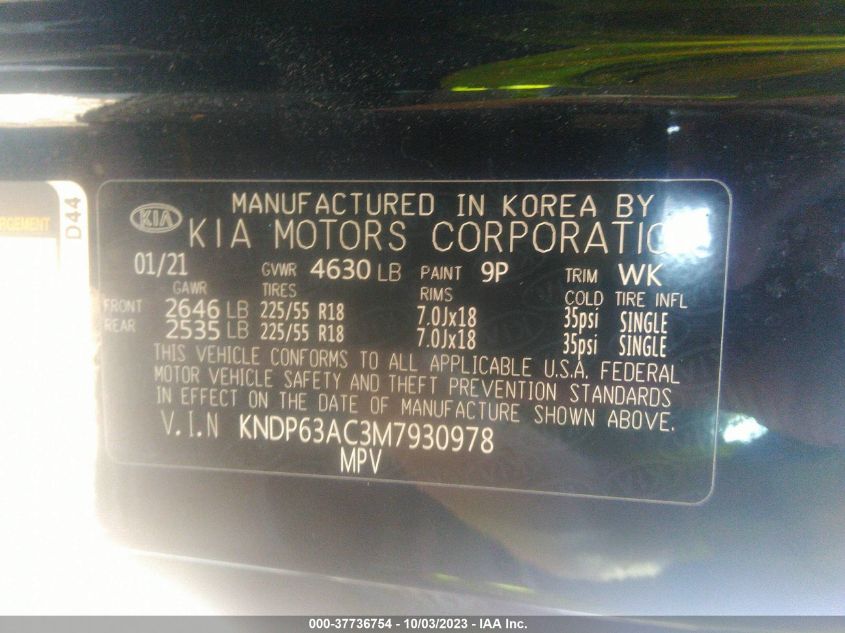 MANUFACTURED IN KOREA BY
KIA KIA MOTORS CORPORATION
01/21 GVWR 4630 LB PAINT 9P TRIM WK
GAWR TIRES RIMS COLD TIRE INFL
FRONT 2646 LB 225/55 R18 7.0Jx18 35psi SINGLE
REAR 2535 LB 225/55 R18 7.0Jx18 35psi SINGLE
THIS VEHICLE CONFORMS TO ALL APPLICABLE U.S.A. FEDERAL
MOTOR VEHICLE SAFETY AND THEFT PREVENTION STANDARDS
IN EFFECT ON THE DATE OF MANUFACTURE SHOWN ABOVE.
V.I.N KNDP63AC3M7930978
MPV
D44
000-37736754 - 10/03/2023 - IAA Inc.